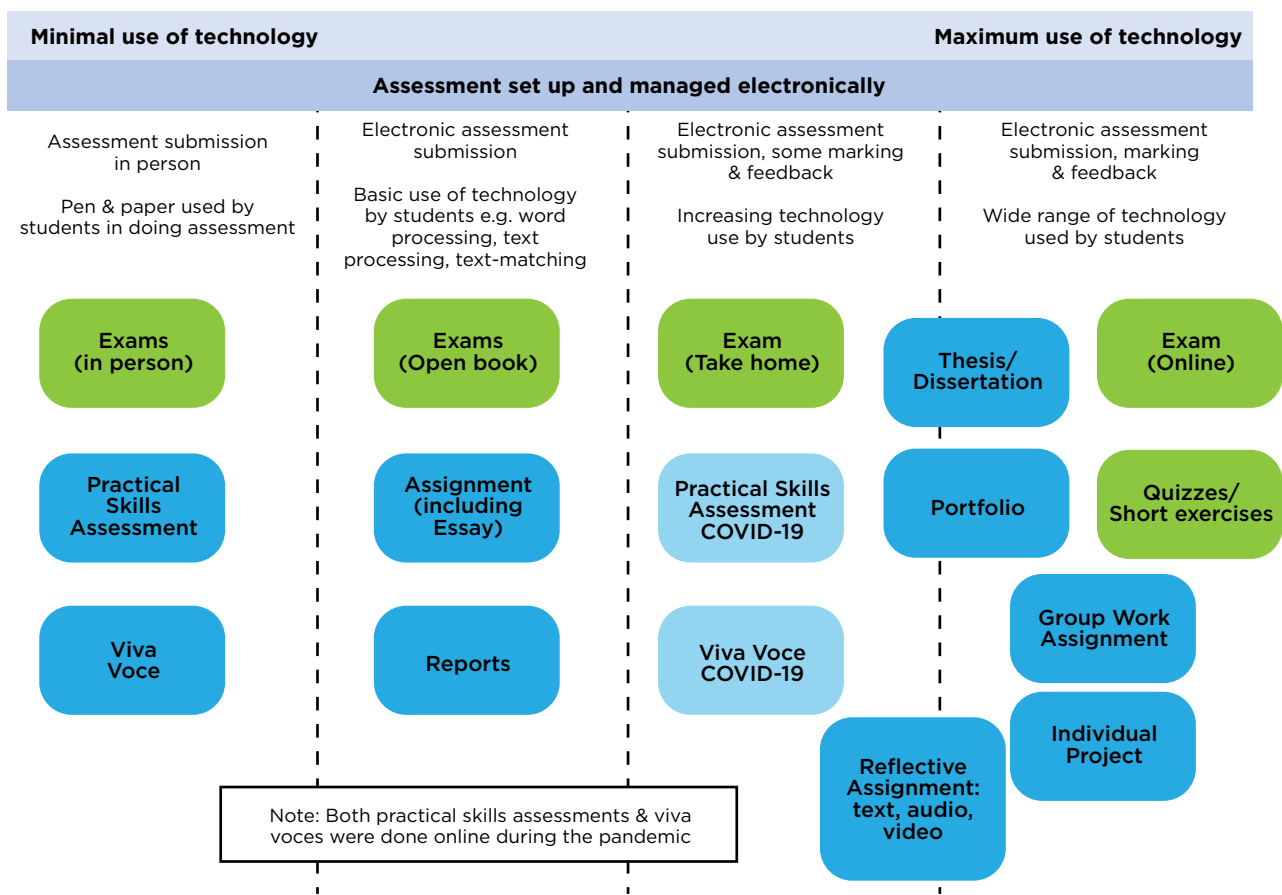 Minimal use of technology
Maximum use of technology
Assessment set up and managed electronically
Assessment submission
in person
Pen & paper used by
students in doing assessment
Electronic assessment
submission
Basic use of technology
by students e.g. word
processing, text
processing, text-matching
Electronic assessment
submission, some marking
& feedback
Increasing technology
use by students
Electronic assessment
submission, marking
& feedback
Wide range of technology
used by students
Exams
(in person)
Exams
(Open book)
Exam
(Take home)
Thesis/
Dissertation
Exam
(Online)
Practical
Skills
Assessment
Assignment
(including
Essay)
Practical Skills
Assessment
COVID-19
Portfolio
Quizzes/
Short exercises
Viva
Voce
Reports
Viva Voce
COVID-19
Group Work
Assignment
Individual
Project
Reflective
Assignment:
text, audio,
video
Note: Both practical skills assessments & viva
voces were done online during the pandemic